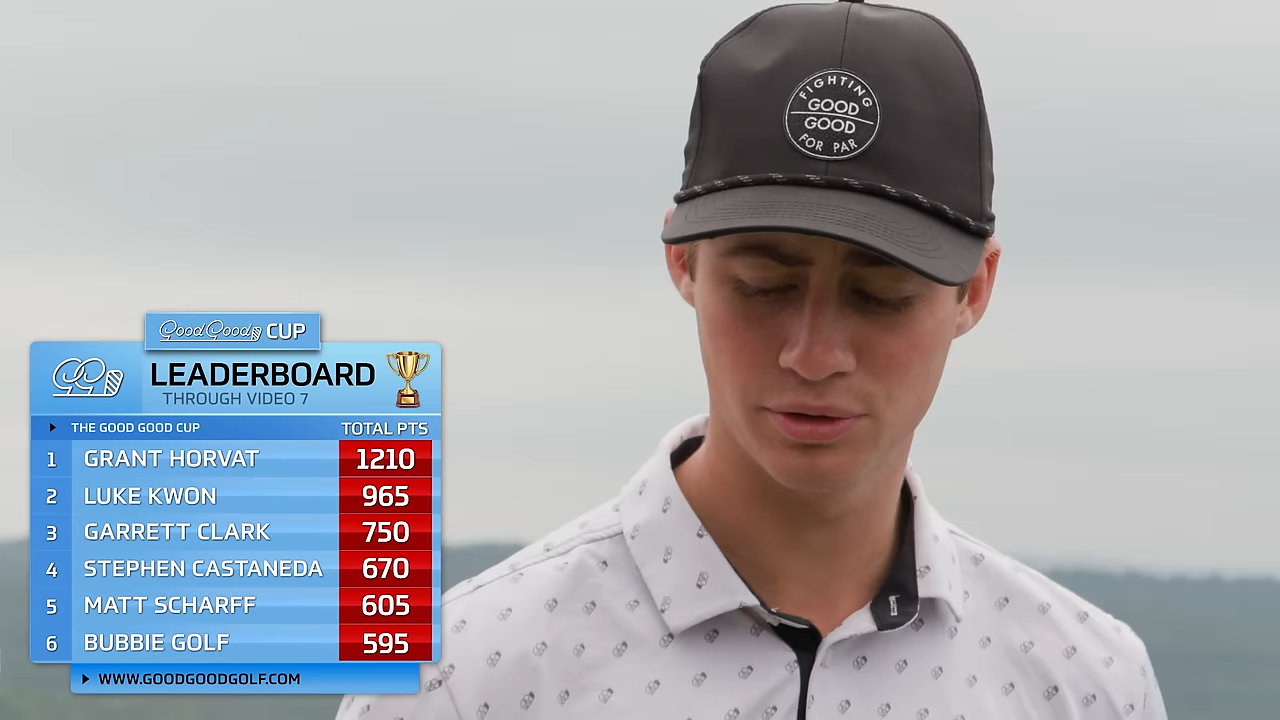 FIGHTING
GOOD
GOOD
FOR PAR
Good Good CUP
LEADERBOARD
THROUGH VIDEO 7
THE GOOD GOOD CUP TOTAL PTS
1 GRANT HORVAT 1210
2 LUKE KWON 965
3 GARRETT CLARK 750
4 STEPHEN CASTANEDA 670
5 MATT SCHARFF 605
6 BUBBIE GOLF 595
WWW.GOODGOODGOLF.COM